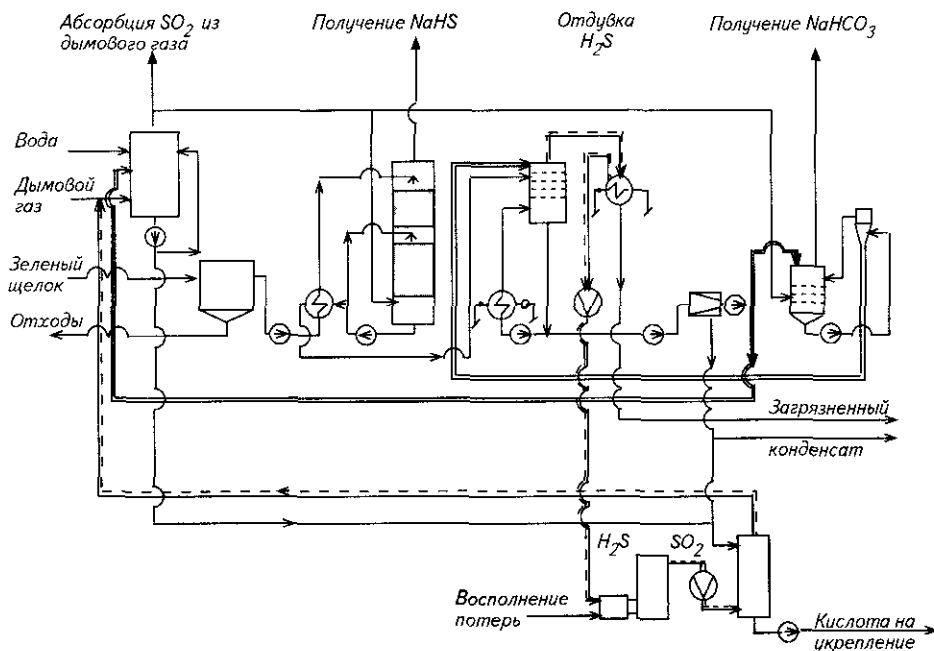 Абсорбция SO2 из
дымового газа
Получение NaHS
Отдувка
H2S
Получение NaHCO3
Вода
Дымовой
газ
Зеленый
щелок
Отходы
Загрязненный
конденсат
H2S
SO2
Восполнение
потерь
Кислота на
укрепление